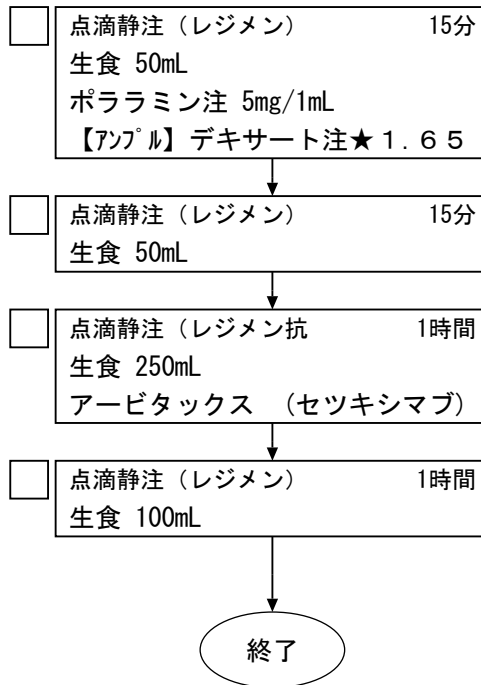 点滴静注（レジメン） 15分
生食 50mL
ポララミン注 5mg/1mL
【ｱﾝﾌﾟﾙ】デキサート注★１.６５
点滴静注（レジメン） 15分
生食 50mL
点滴静注（レジメン抗 1時間
生食 250mL
アービタックス （セツキシマブ）
点滴静注（レジメン） 1時間
生食 100mL
終了